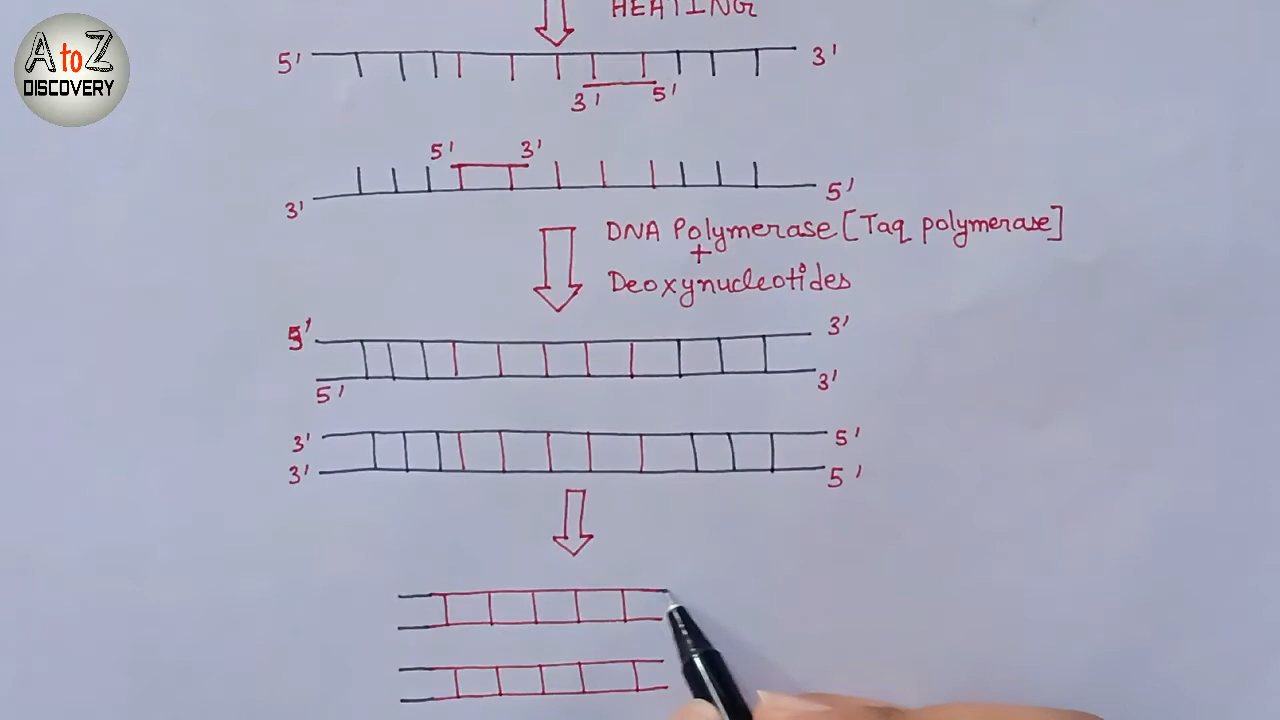 A to Z
DISCOVERY
HEATING
5' 3'
3' 5'
5' 3'
3' 5'
DNA Polymerase [Taq polymerase]
+
Deoxynucleotides
3'
5' 3'
3' 5'
3' 5'